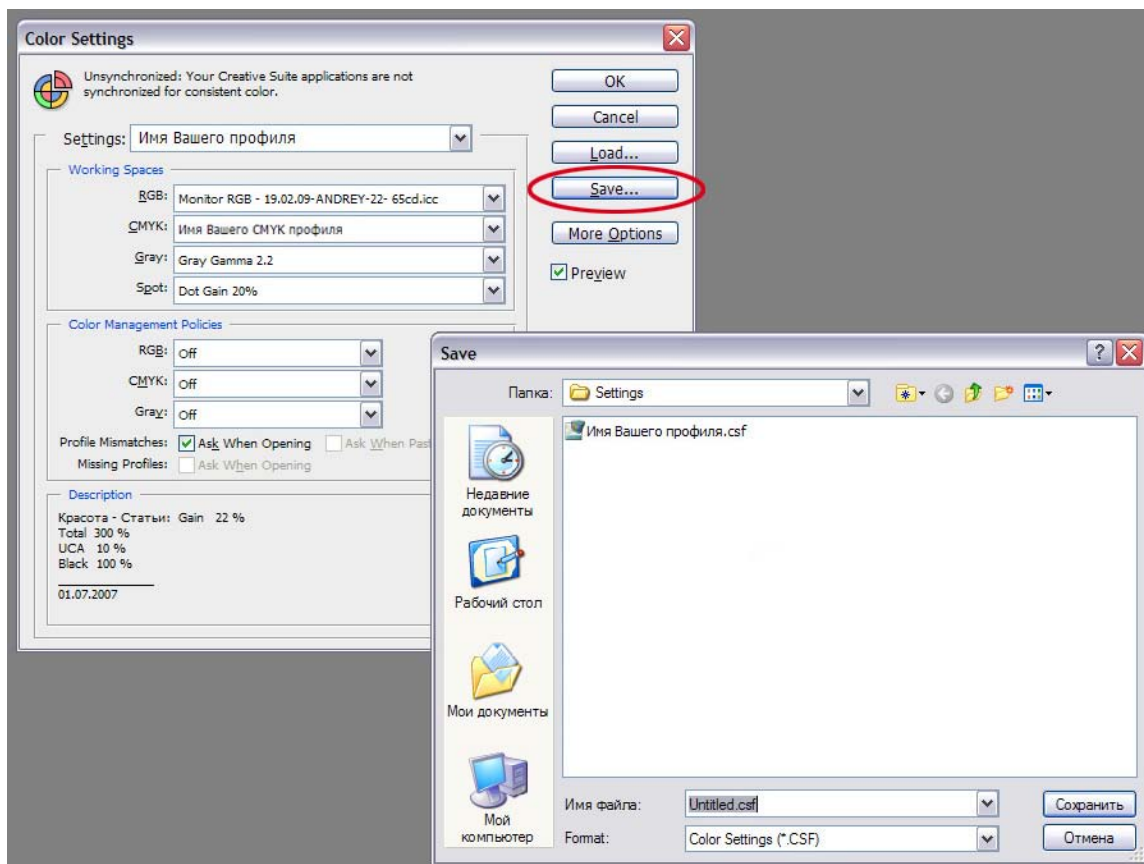 Color Settings
Unsynchronized: Your Creative Suite applications are not
synchronized for consistent color.
Settings: Имя Вашего профиля
Working Spaces
RGB: Monitor RGB - 19.02.09-ANDREY-22- 65cd.icc
CMYK: Имя Вашего CMYK профиля
Gray: Gray Gamma 2.2
Spot: Dot Gain 20%
Color Management Policies
RGB: Off
CMYK: Off
Gray: Off
Profile Mismatches: Ask When Opening Ask When Past
Missing Profiles: Ask When Opening
Description
Красота - Статьи: Gain 22 %
Total 300 %
UCA 10 %
Black 100 %
01.07.2007
OK
Cancel
Load...
Save...
More Options
Preview
Save
Папка: Settings
Имя Вашего профиля.csf
Недавние
документы
Рабочий стол
Мои документы
Мой
компьютер
Имя файла: Untitled.csf
Сохранить
Format: Color Settings (*.CSF)
Отмена